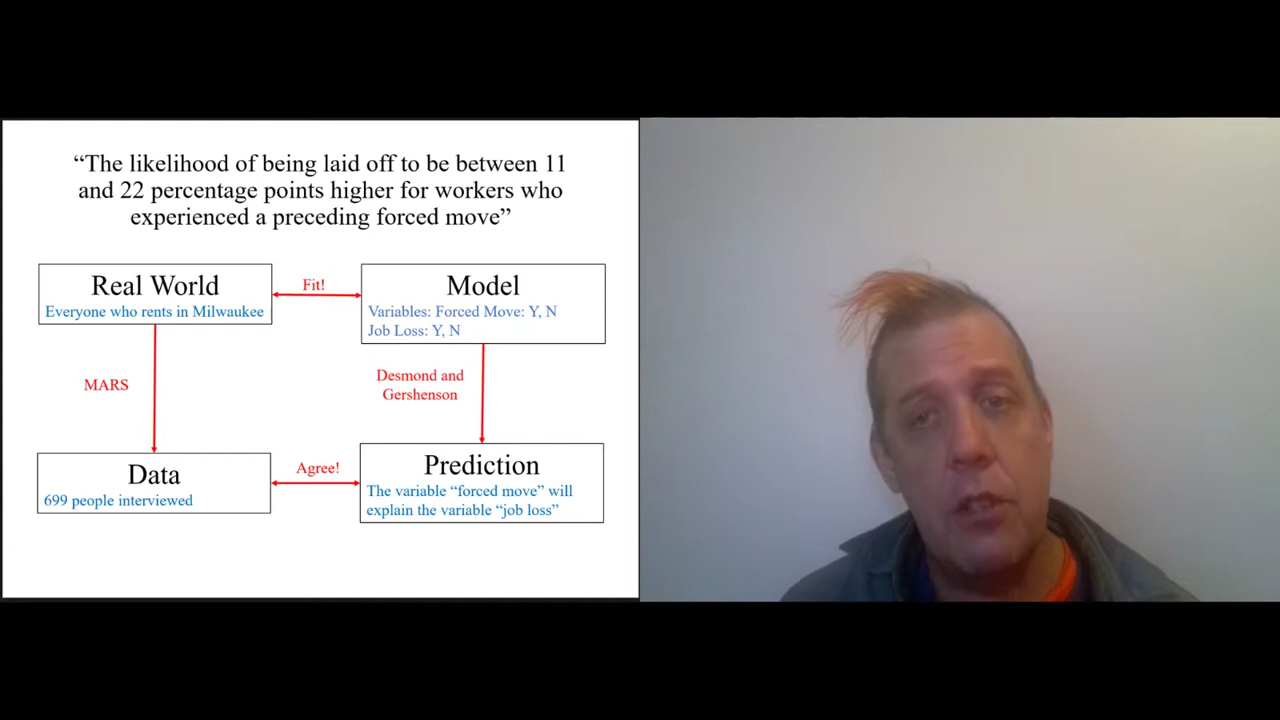 “The likelihood of being laid off to be between 11
and 22 percentage points higher for workers who
experienced a preceding forced move”
Real World
Everyone who rents in Milwaukee
Fit!
Model
Variables: Forced Move: Y, N
Job Loss: Y, N
MARS
Desmond and
Gershenson
Data
699 people interviewed
Agree!
Prediction
The variable “forced move” will
explain the variable “job loss”